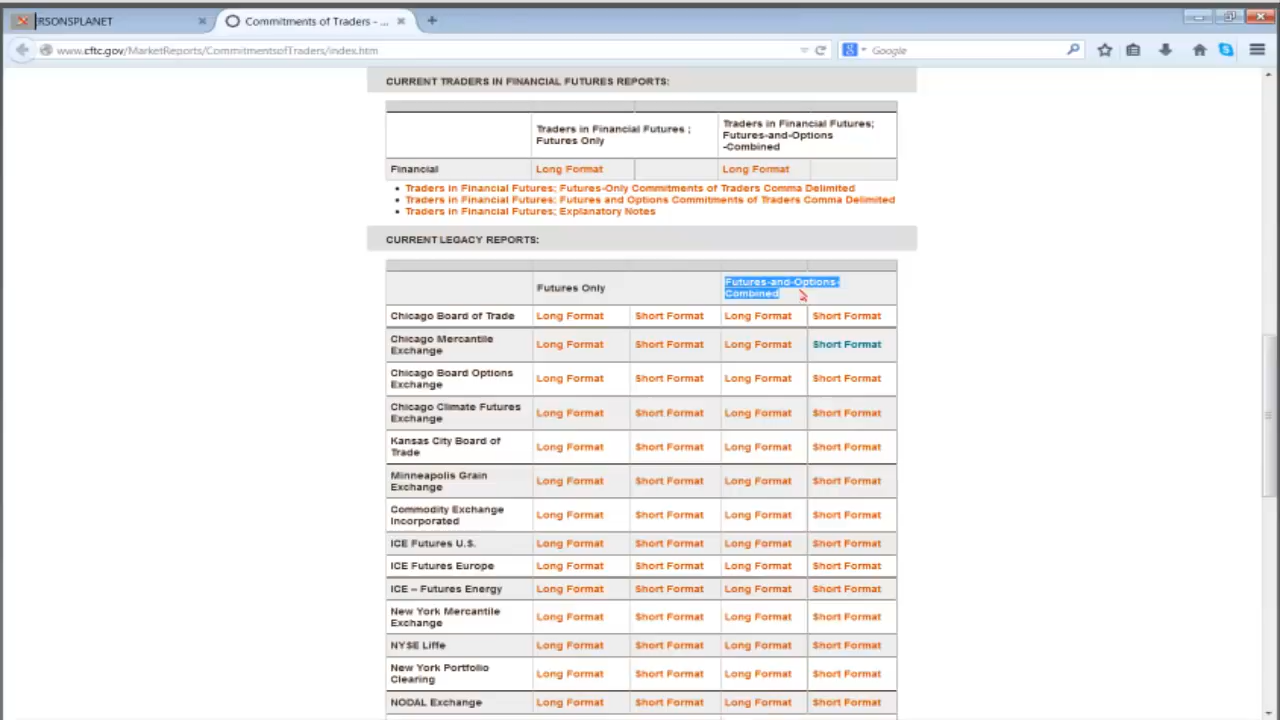 RSONSPLANET
Commitments of Traders - ...
www.cftc.gov/MarketReports/CommitmentsofTraders/index.htm
Google
CURRENT TRADERS IN FINANCIAL FUTURES REPORTS:
Traders in Financial Futures ;
Futures Only
Traders in Financial Futures;
Futures-and-Options
-Combined
Financial Long Format Long Format
• Traders in Financial Futures; Futures-Only Commitments of Traders Comma Delimited
• Traders in Financial Futures; Futures and Options Commitments of Traders Comma Delimited
• Traders in Financial Futures; Explanatory Notes
CURRENT LEGACY REPORTS:
Futures Only
Futures-and-Options-
Combined
Chicago Board of Trade Long Format Short Format Long Format Short Format
Chicago Mercantile
Exchange Long Format Short Format Long Format Short Format
Chicago Board Options
Exchange Long Format Short Format Long Format Short Format
Chicago Climate Futures
Exchange Long Format Short Format Long Format Short Format
Kansas City Board of
Trade Long Format Short Format Long Format Short Format
Minneapolis Grain
Exchange Long Format Short Format Long Format Short Format
Commodity Exchange
Incorporated Long Format Short Format Long Format Short Format
ICE Futures U.S. Long Format Short Format Long Format Short Format
ICE Futures Europe Long Format Short Format Long Format Short Format
ICE – Futures Energy Long Format Short Format Long Format Short Format
New York Mercantile
Exchange Long Format Short Format Long Format Short Format
NYSE Liffe Long Format Short Format Long Format Short Format
New York Portfolio
Clearing Long Format Short Format Long Format Short Format
NODAL Exchange Long Format Short Format Long Format Short Format